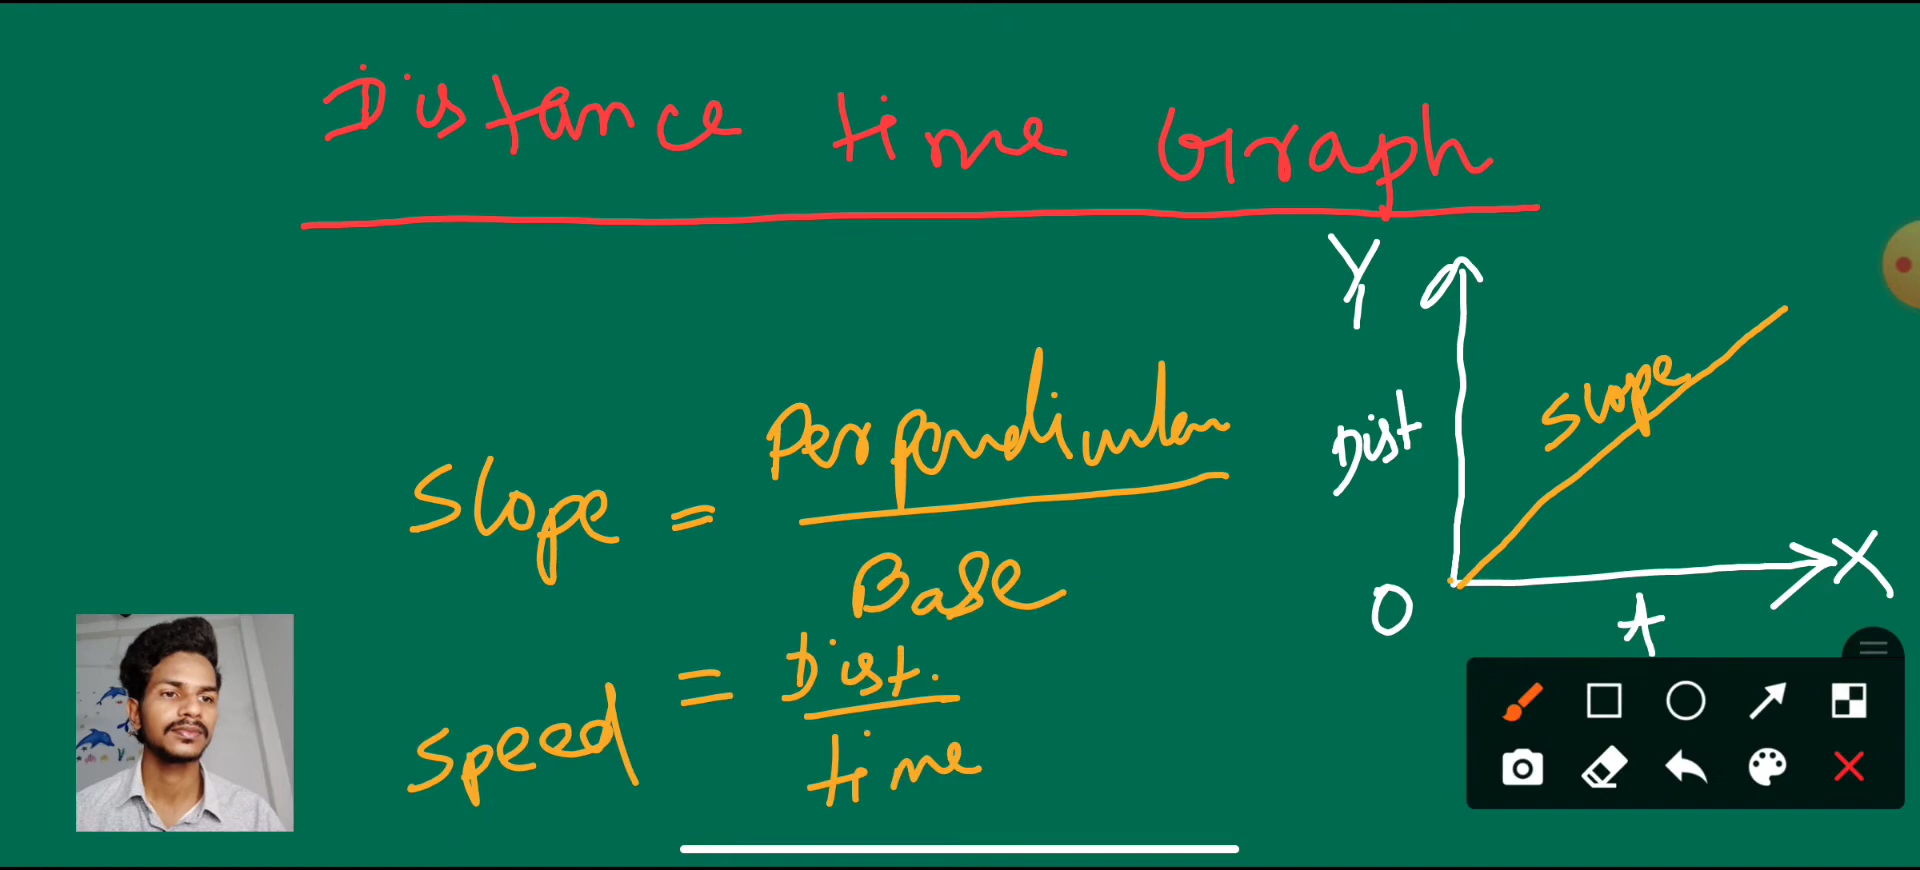 Distance time Graph
Y
Slope = Perpendicular
Base
Dist
Slope
X
O
t
Speed = Dist.
time